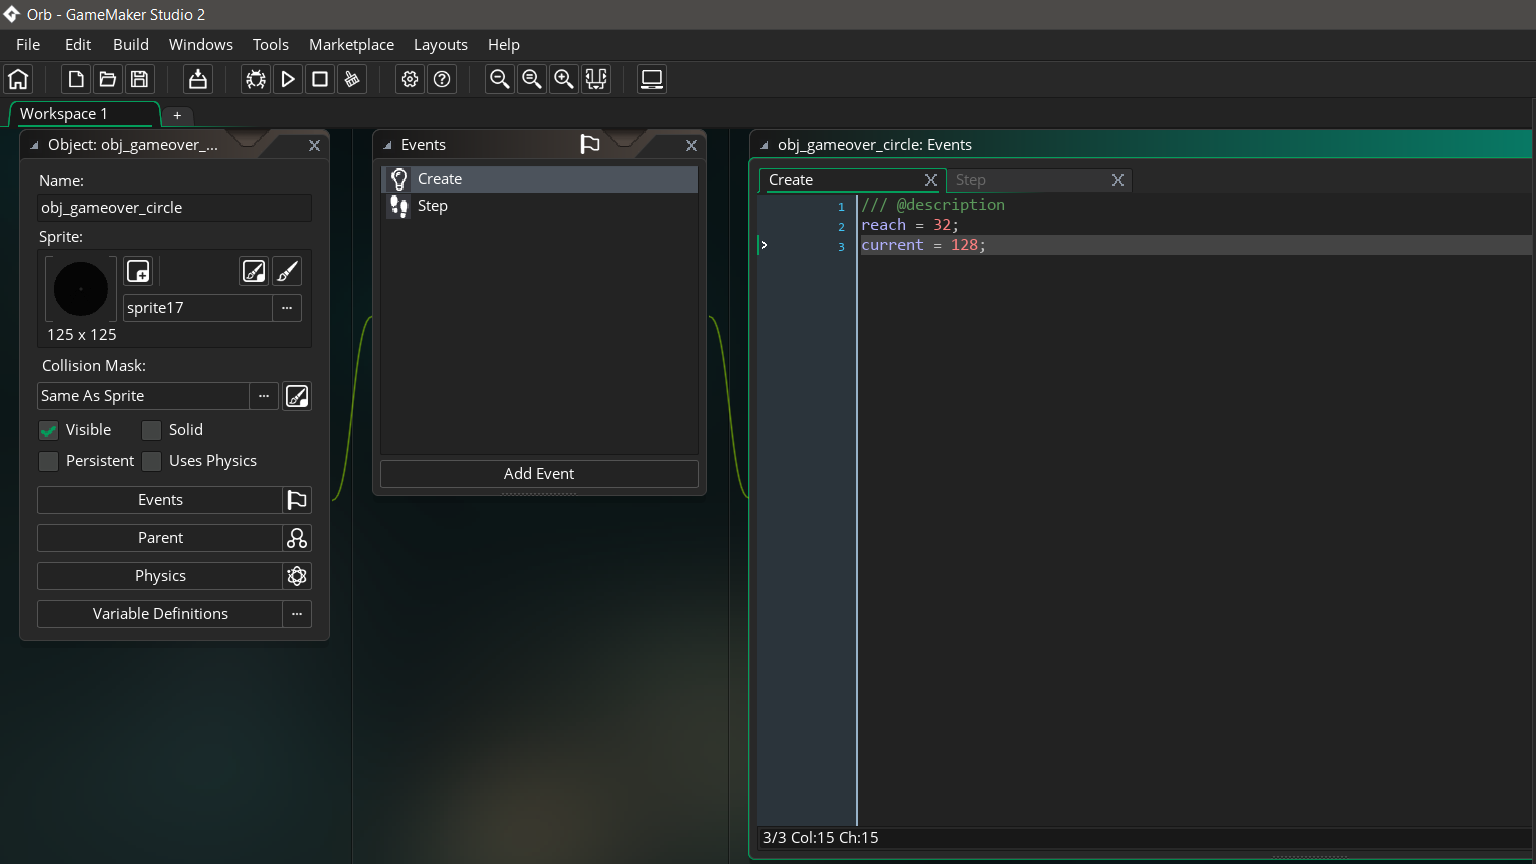 Orb - GameMaker Studio 2
File Edit Build Windows Tools Marketplace Layouts Help
Workspace 1 +
Object: obj_gameover_...
Name:
obj_gameover_circle
Sprite:
sprite17 ...
125 x 125
Collision Mask:
Same As Sprite ...
Visible Solid
Persistent Uses Physics
Events
Parent
Physics
Variable Definitions ...
Events
Create
Step
Add Event
obj_gameover_circle: Events
Create Step
1 /// @description
2 reach = 32;
3 current = 128;
3/3 Col:15 Ch:15